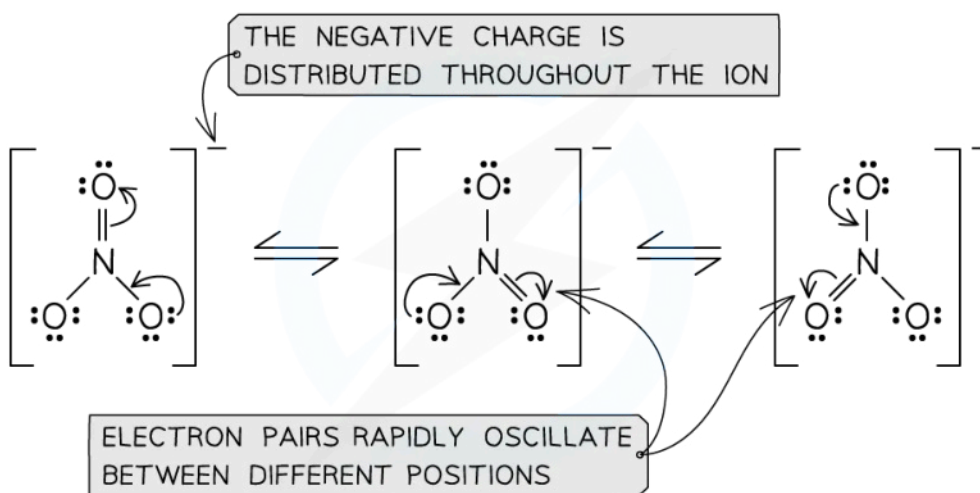 THE NEGATIVE CHARGE IS
DISTRIBUTED THROUGHOUT THE ION
O
N
O
O
−
O
N
O
O
−
O
N
O
O
−
ELECTRON PAIRS RAPIDLY OSCILLATE
BETWEEN DIFFERENT POSITIONS